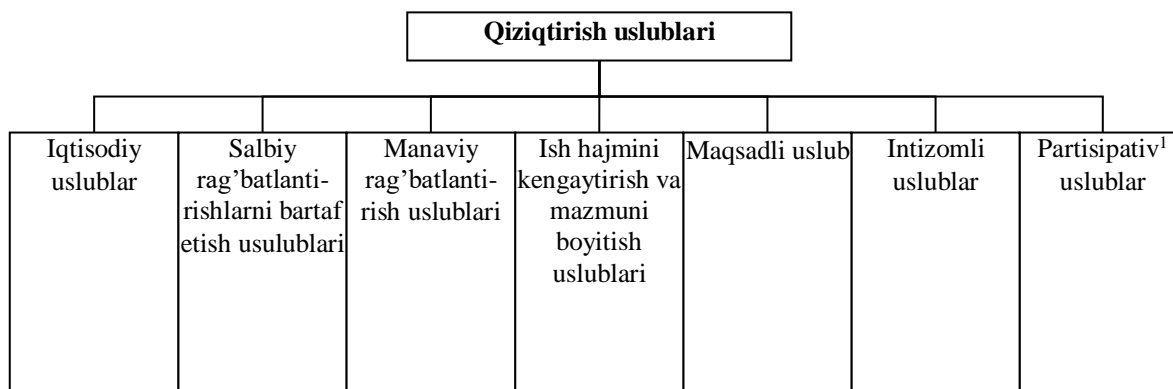 Qiziqtirish uslublari
Iqtisodiy
uslublar
Salbiy
rag’batlanti-
rishlarni bartaf
etish usulublari
Manaviy
rag’batlanti-
rish uslublari
Ish hajmini
kengaytirish va
mazmuni
boyitish
uslublari
Maqsadli uslub
Intizomli
uslublar
Partisipativ¹
uslublar